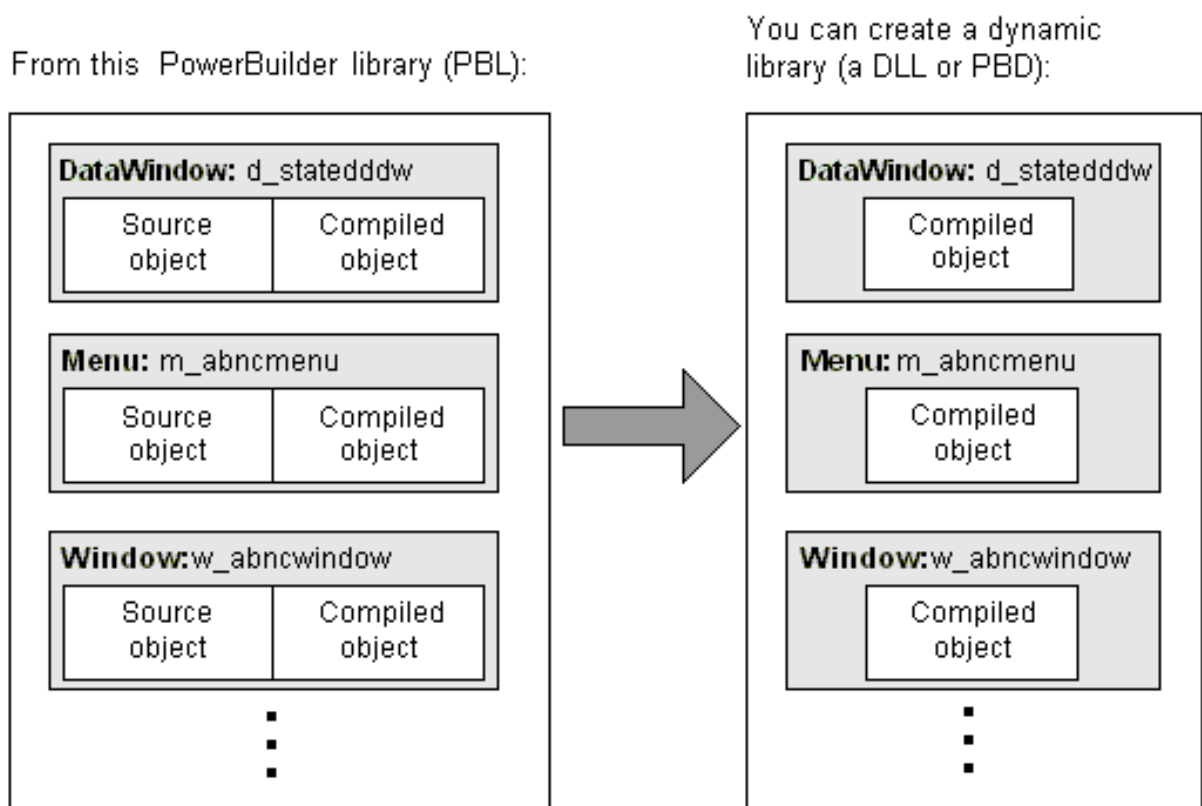 From this PowerBuilder library (PBL):
DataWindow: d_statedddw
Source
object
Compiled
object
Menu: m_abncmenu
Source
object
Compiled
object
Window:w_abncwindow
Source
object
Compiled
object
You can create a dynamic
library (a DLL or PBD):
DataWindow: d_statedddw
Compiled
object
Menu: m_abncmenu
Compiled
object
Window:w_abncwindow
Compiled
object